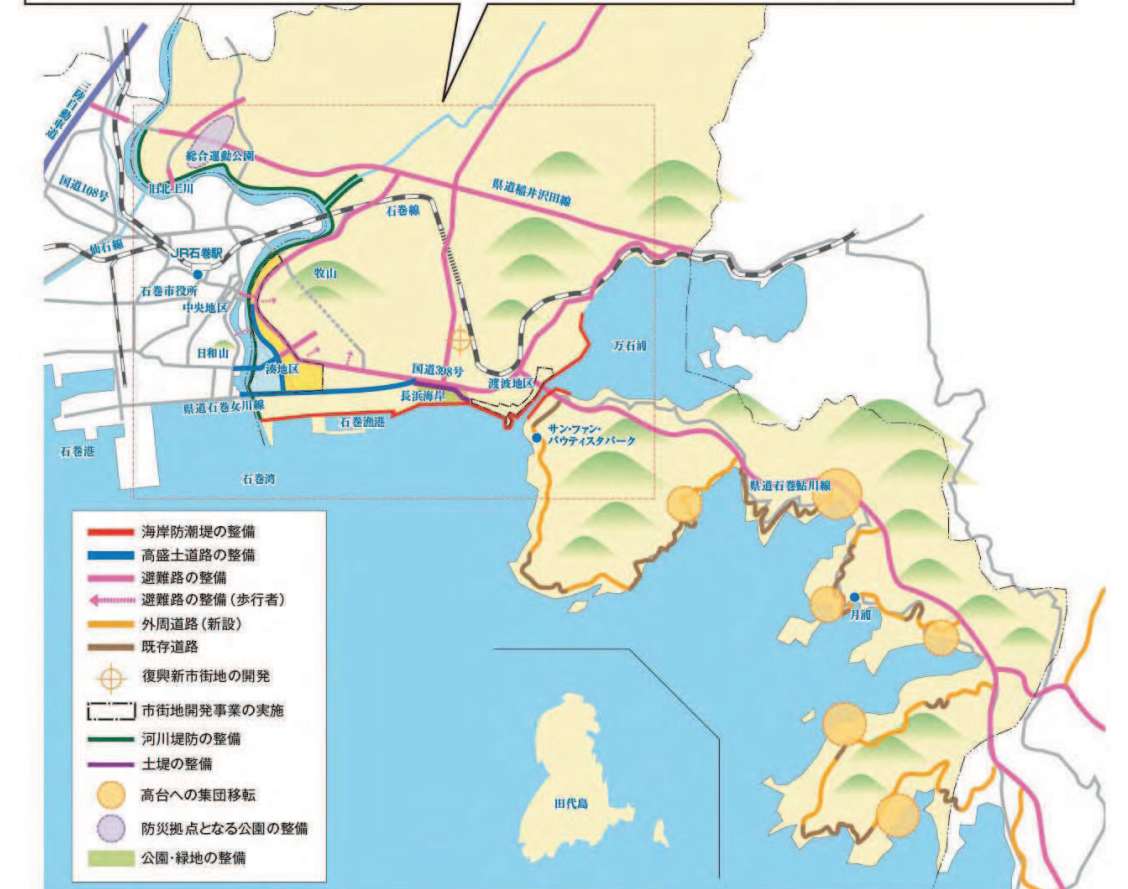 三陸自動車道
総合運動公園
国道108号
旧北上川
県道稲井沢田線
石巻線
仙石線
JR石巻駅
牧山
石巻市役所
中央地区
日和山
湊地区
国道398号
渡波地区
万石浦
県道石巻女川線
長浜海岸
石巻漁港
サン・ファン・
バウティスタパーク
石巻港
石巻湾
県道石巻鮎川線
月浦
田代島
海岸防潮堤の整備
高盛土道路の整備
避難路の整備
避難路の整備(歩行者)
外周道路(新設)
既存道路
復興新市街地の開発
市街地開発事業の実施
河川堤防の整備
土堤の整備
高台への集団移転
防災拠点となる公園の整備
公園・緑地の整備